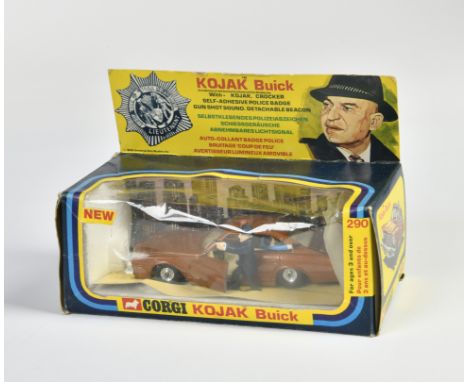 KOJAK Buick
With - KOJAK, CROCKER
SELF-ADHESIVE POLICE BADGE
GUN SHOT SOUND. DETACHABLE BEACON
SELBSTKLEBENDES POLIZEIABZEICHEN
SCHIESSGERÄUSCHE
ABNEHMBARES LICHTSIGNAL
AUTO-COLLANT BADGE POLICE
BRUITAGE 'COUP DE FEU'
AVERTISSEUR LUMINEUX AMOVIBLE
LIEUTENANT
NEW
290
For ages 3 and over
Pour enfants de
3 ans et au-dessus
CORGI KOJAK Buick